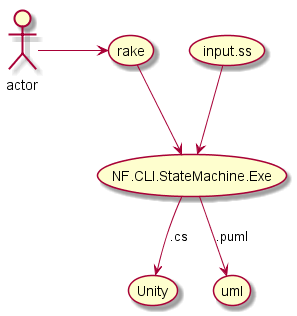 rake
input.ss
actor
NF.CLI.StateMachine.Exe
.cs
.puml
Unity
uml